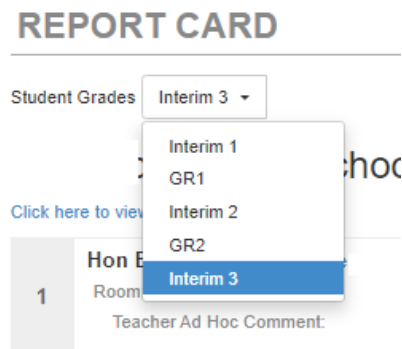 REPORT CARD
Student Grades Interim 3
Interim 1
GR1
Interim 2
GR2
Interim 3
Click here to
1 Hon
Room
Teacher Ad Hoc Comment: